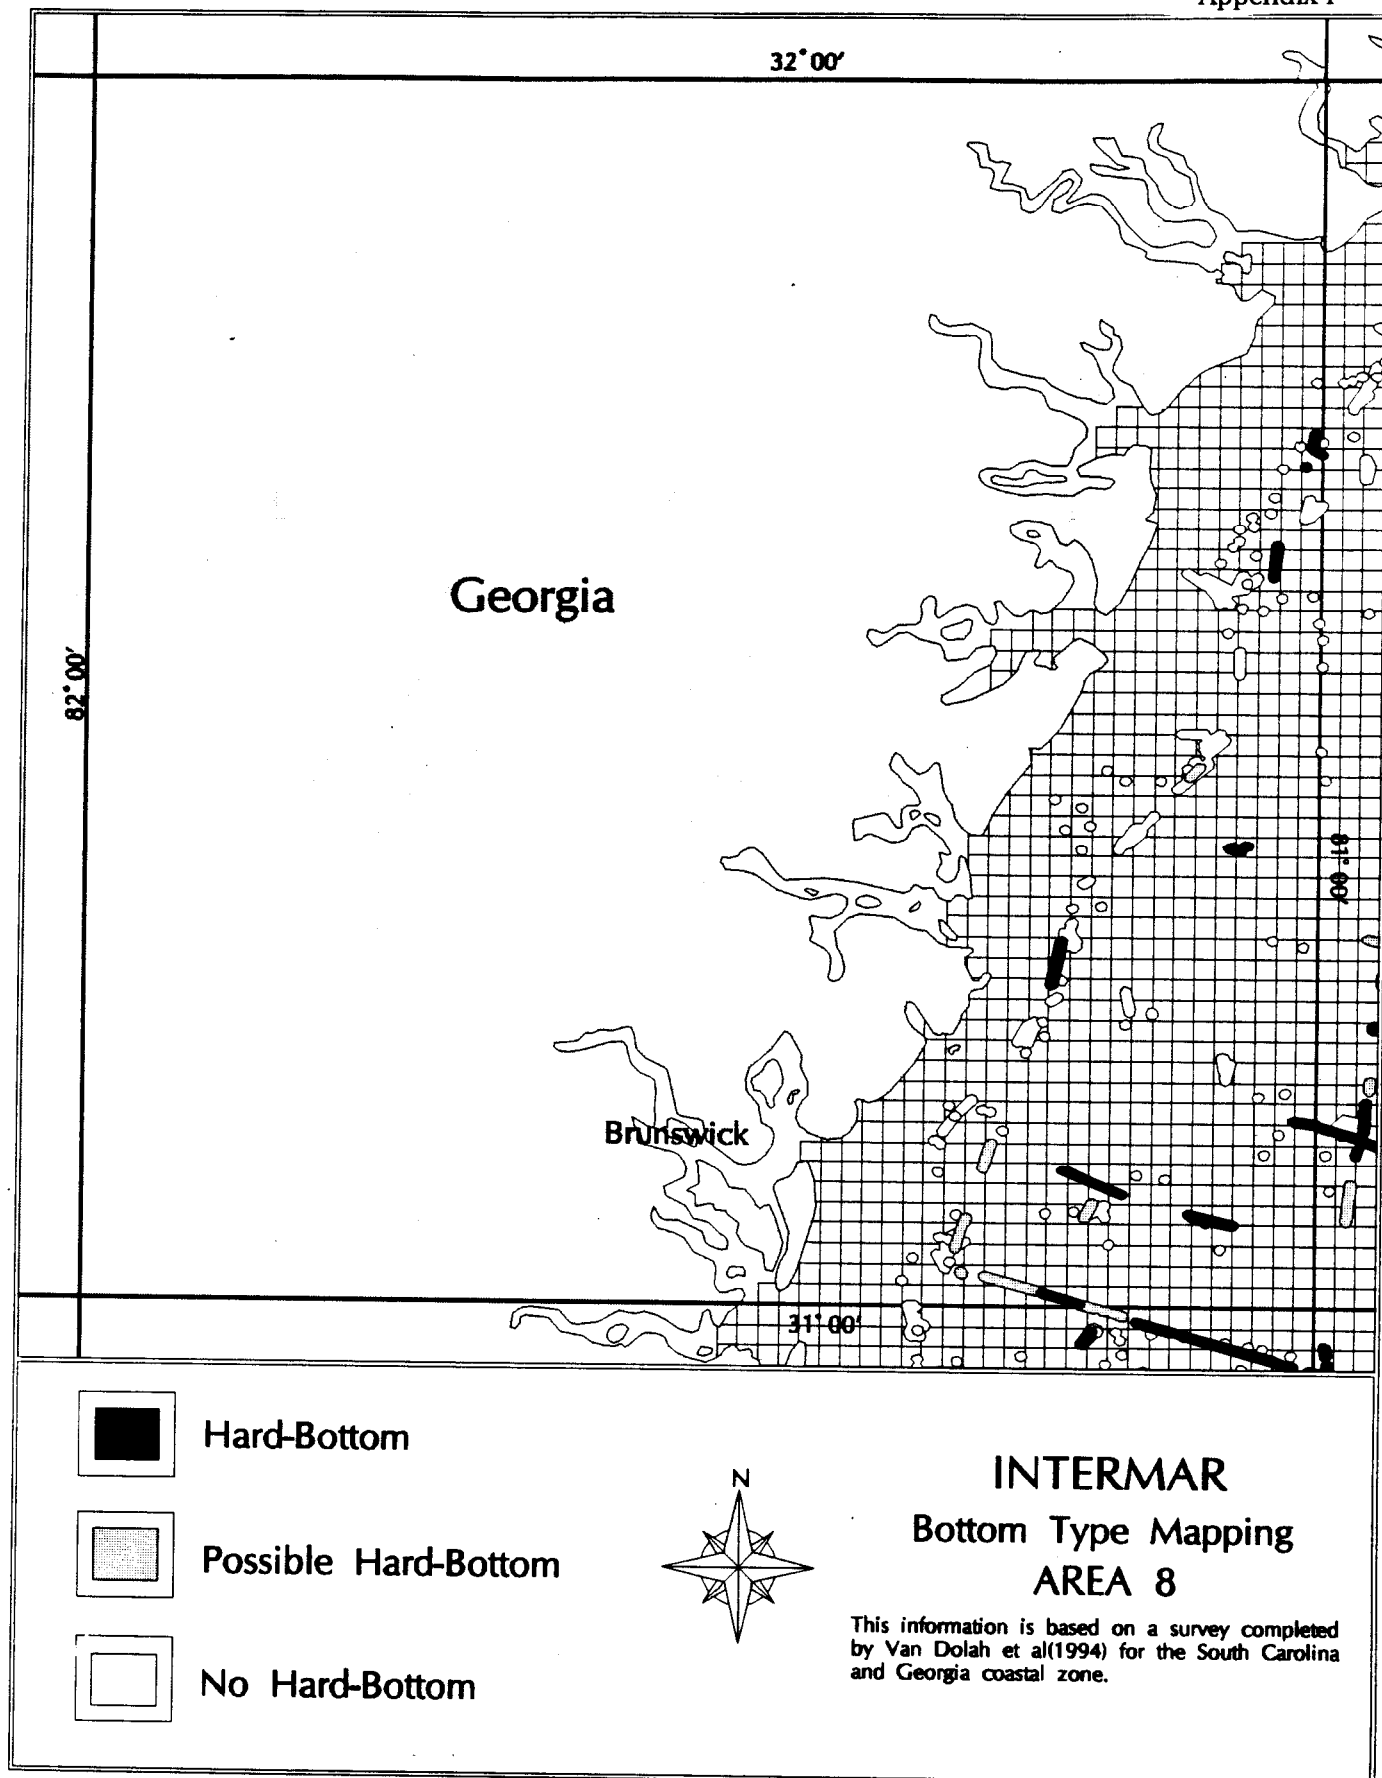 32° 00'
Georgia
82° 00'
81° 00'
Brunswick
31° 00'
Hard-Bottom
Possible Hard-Bottom
No Hard-Bottom
N
INTERMAR
Bottom Type Mapping
AREA 8
This information is based on a survey completed
by Van Dolah et al(1994) for the South Carolina
and Georgia coastal zone.